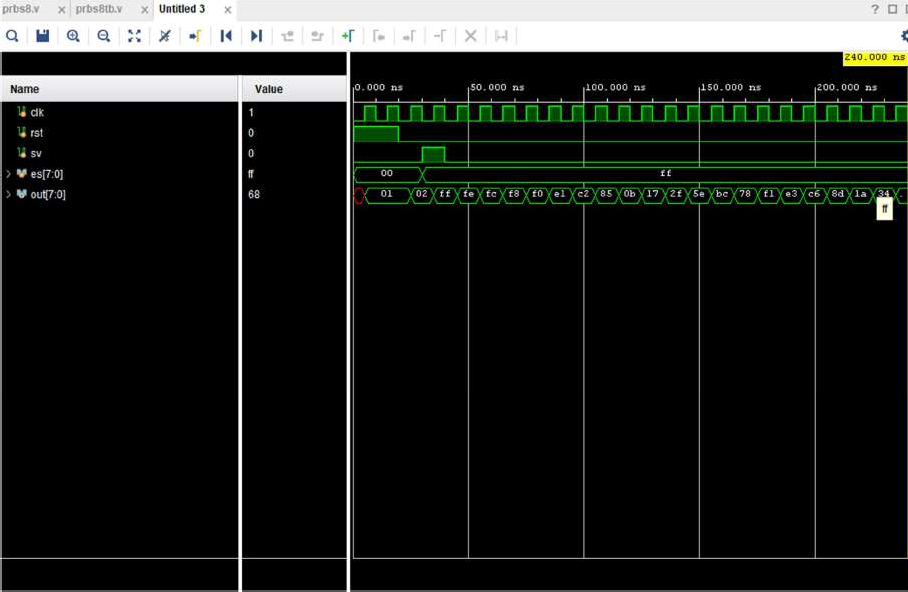 prbs8.v × prbs8tb.v × Untitled 3 × ?
240.000 ns
Name Value 0.000 ns 50.000 ns 100.000 ns 150.000 ns 200.000 ns
clk 1
rst 0
sv 0
es[7:0] ff 00 ff
out[7:0] 68 01 02 ff fe fc f8 f0 e1 c2 85 0b 17 2f 5e bc 78 f1 e3 c6 8d 1a 34
ff